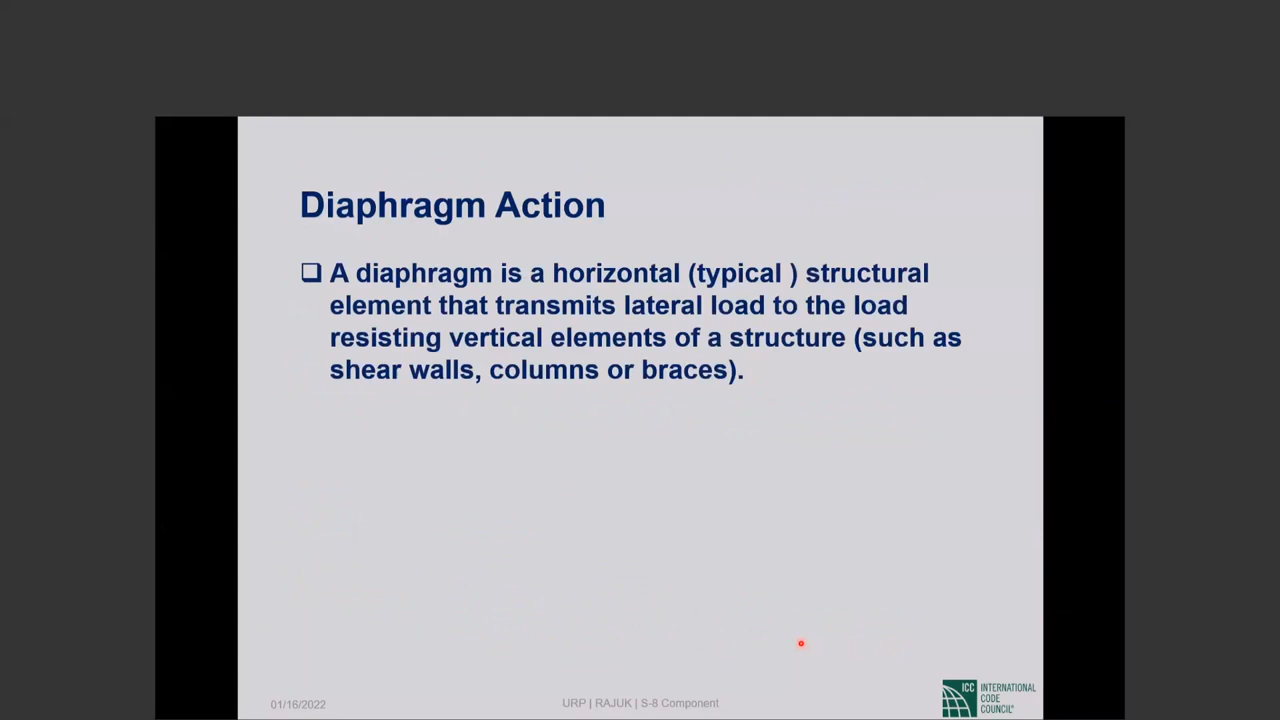 Diaphragm Action
❑ A diaphragm is a horizontal (typical ) structural
element that transmits lateral load to the load
resisting vertical elements of a structure (such as
shear walls, columns or braces).
01/16/2022
URP | RAJUK | S-8 Component
ICC
INTERNATIONAL
CODE
COUNCIL®